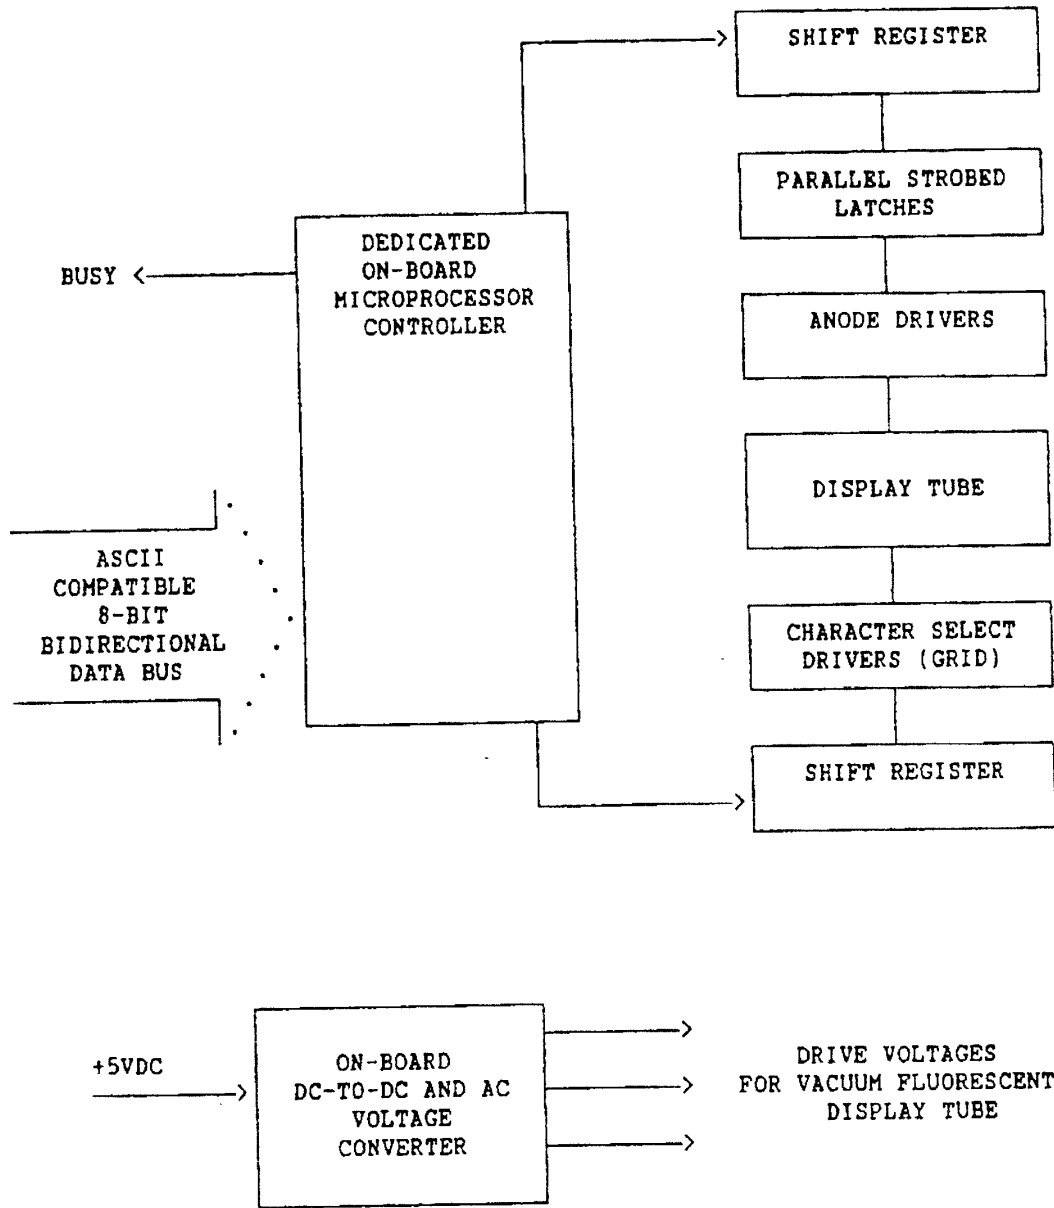 SHIFT REGISTER
PARALLEL STROBED
LATCHES
DEDICATED
ON-BOARD
MICROPROCESSOR
CONTROLLER
BUSY
ANODE DRIVERS
DISPLAY TUBE
ASCII
COMPATIBLE
8-BIT
BIDIRECTIONAL
DATA BUS
CHARACTER SELECT
DRIVERS (GRID)
SHIFT REGISTER
+5VDC
ON-BOARD
DC-TO-DC AND AC
VOLTAGE
CONVERTER
DRIVE VOLTAGES
FOR VACUUM FLUORESCENT
DISPLAY TUBE